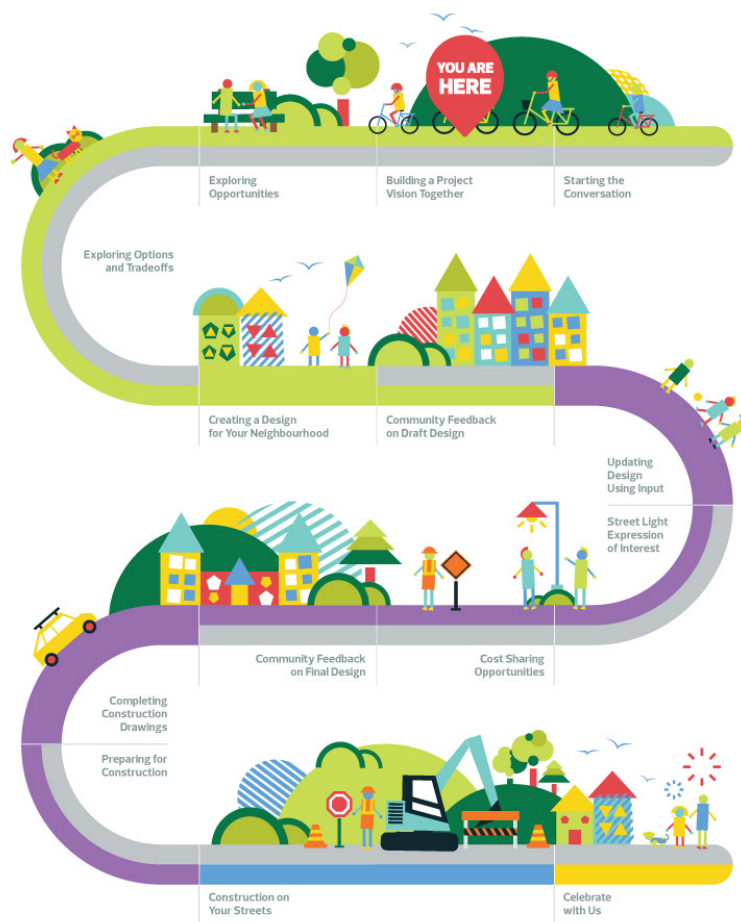 YOU ARE
HERE
Exploring
Opportunities
Building a Project
Vision Together
Starting the
Conversation
Exploring Options
and Tradeoffs
Creating a Design
for Your Neighbourhood
Community Feedback
on Draft Design
Updating
Design
Using Input
Street Light
Expression
of Interest
Community Feedback
on Final Design
Cost Sharing
Opportunities
Completing
Construction
Drawings
Preparing for
Construction
Construction on
Your Streets
Celebrate
with Us